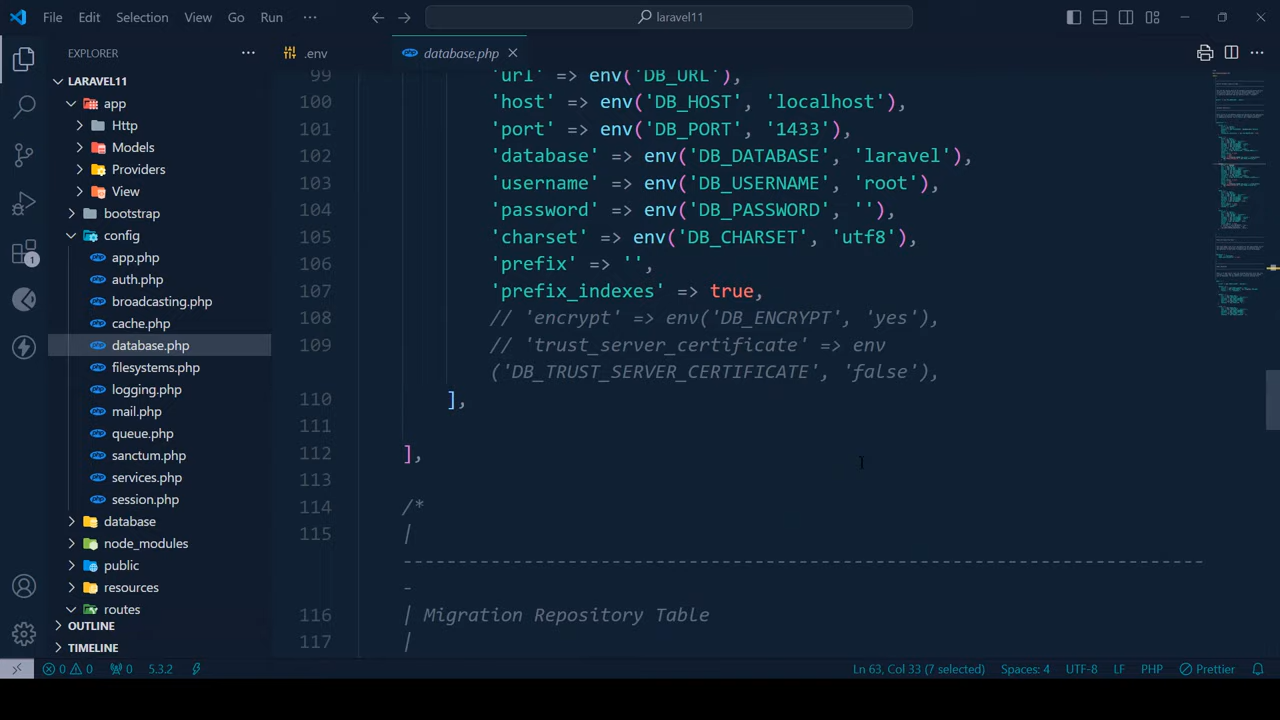 File Edit Selection View Go Run ··· laravel11
EXPLORER ···
.env database.php
LARAVEL11
app
Http
Models
Providers
View
bootstrap
config
app.php
auth.php
broadcasting.php
cache.php
database.php
filesystems.php
logging.php
mail.php
queue.php
sanctum.php
services.php
session.php
database
node_modules
public
resources
routes
OUTLINE
TIMELINE
1
99 'url' => env('DB_URL'),
100 'host' => env('DB_HOST', 'localhost'),
101 'port' => env('DB_PORT', '1433'),
102 'database' => env('DB_DATABASE', 'laravel'),
103 'username' => env('DB_USERNAME', 'root'),
104 'password' => env('DB_PASSWORD', ''),
105 'charset' => env('DB_CHARSET', 'utf8'),
106 'prefix' => '',
107 'prefix_indexes' => true,
108 // 'encrypt' => env('DB_ENCRYPT', 'yes'),
109 // 'trust_server_certificate' => env
('DB_TRUST_SERVER_CERTIFICATE', 'false'),
110 ],
111
112 ],
113
114 /*
115 |
--------------------------------------------------------------------------
-
116 | Migration Repository Table
117 |
0 0 0 5.3.2 Ln 63, Col 33 (7 selected) Spaces: 4 UTF-8 LF PHP Prettier